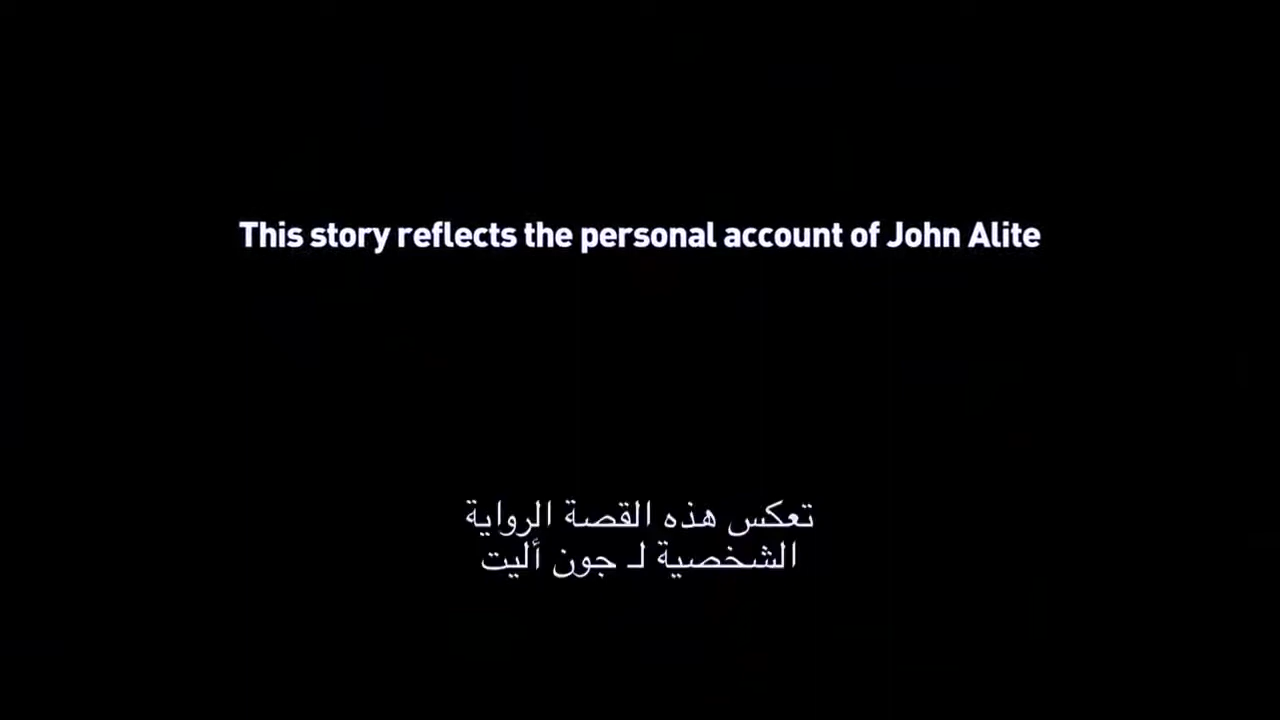 This story reflects the personal account of John Alite
تعكس هذه القصة الرواية
الشخصية لـ جون أليت